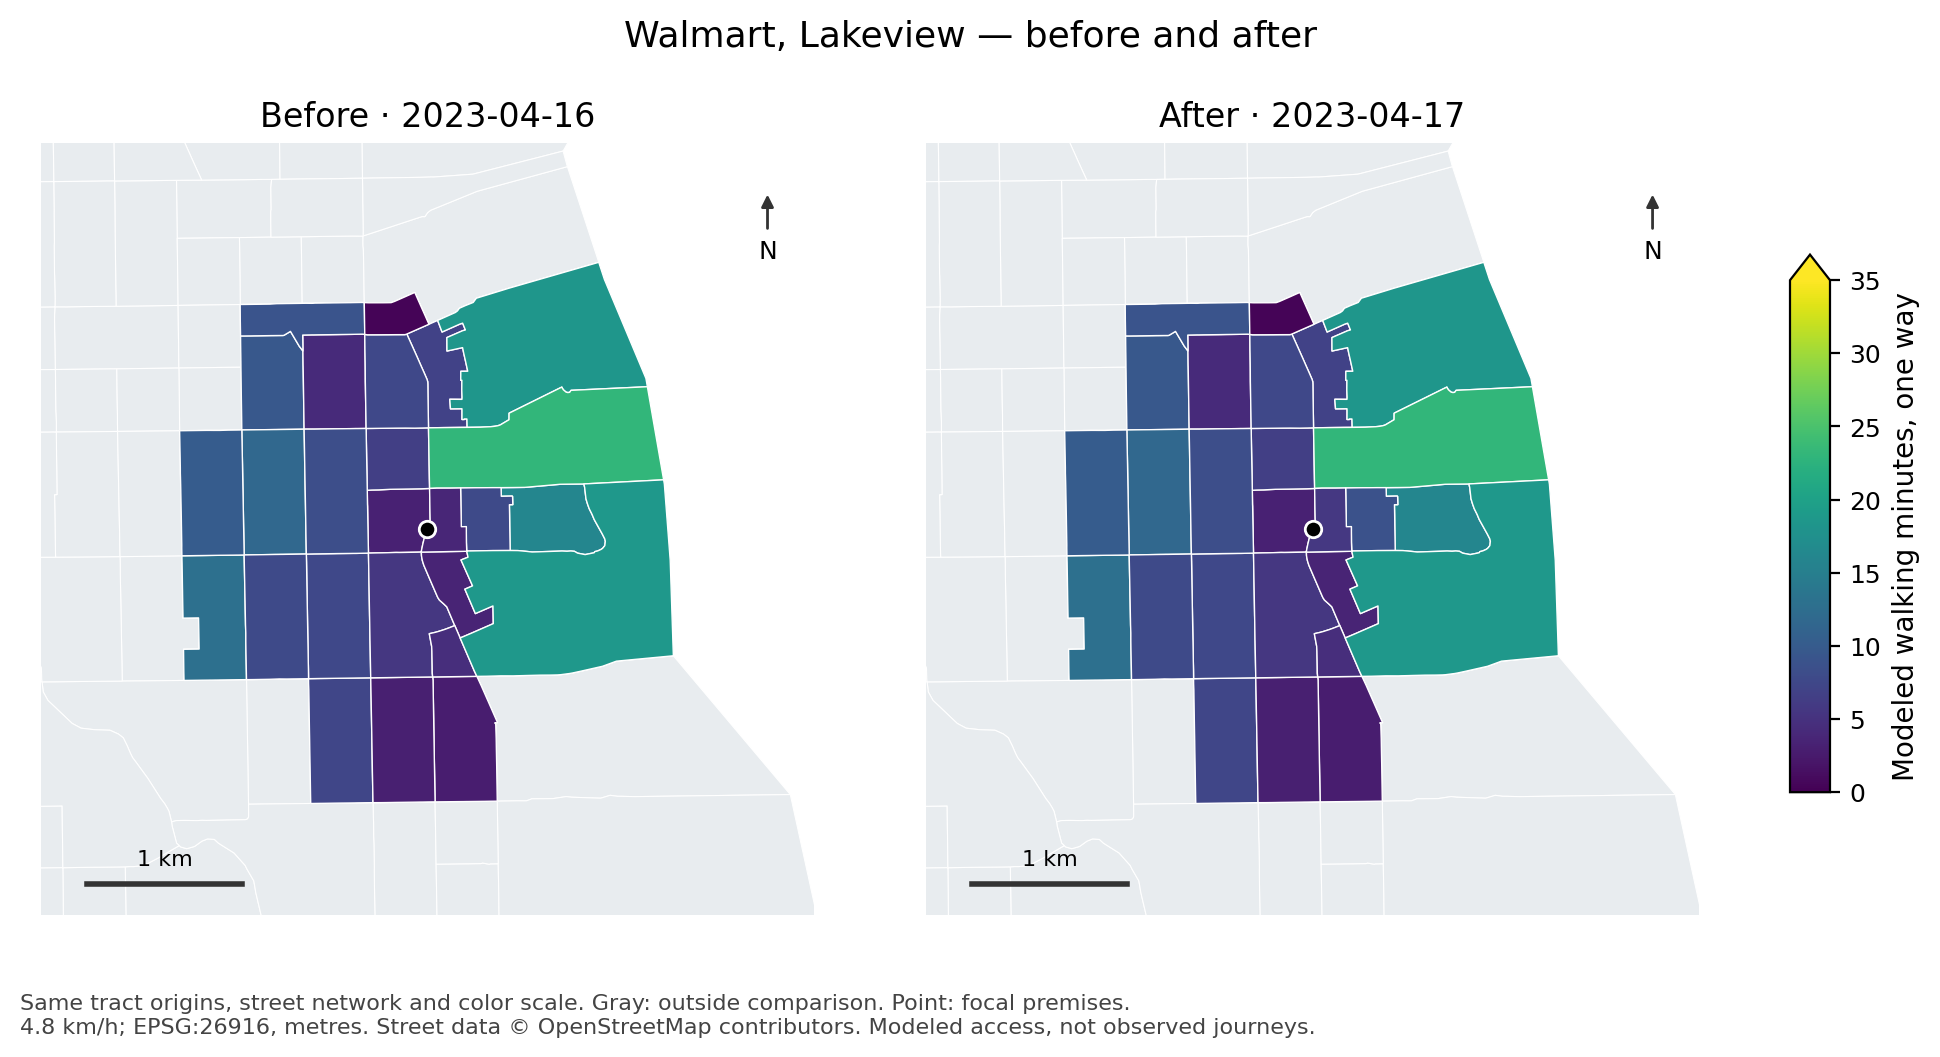 Walmart, Lakeview — before and after
Before · 2023-04-16
After · 2023-04-17
N
N
35
30
25
20
15
10
5
0
Modeled walking minutes, one way
1 km
1 km
Same tract origins, street network and color scale. Gray: outside comparison. Point: focal premises.
4.8 km/h; EPSG:26916, metres. Street data © OpenStreetMap contributors. Modeled access, not observed journeys.